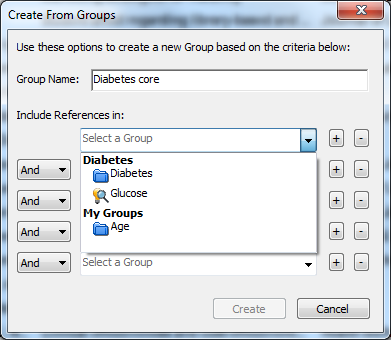 Create From Groups
Use these options to create a new Group based on the criteria below:
Group Name: Diabetes core
Include References in:
Select a Group + -
Diabetes
And Diabetes + -
Glucose
And + -
My Groups
And Age + -
And Select a Group + -
Create Cancel